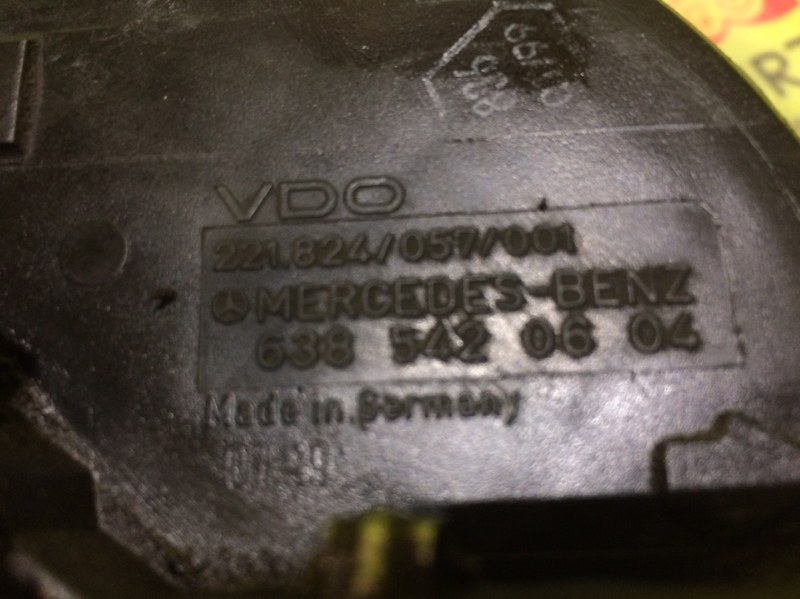 VDO
221.824/057/001
MERCEDES-BENZ
638 542 06 04
Made in Germany